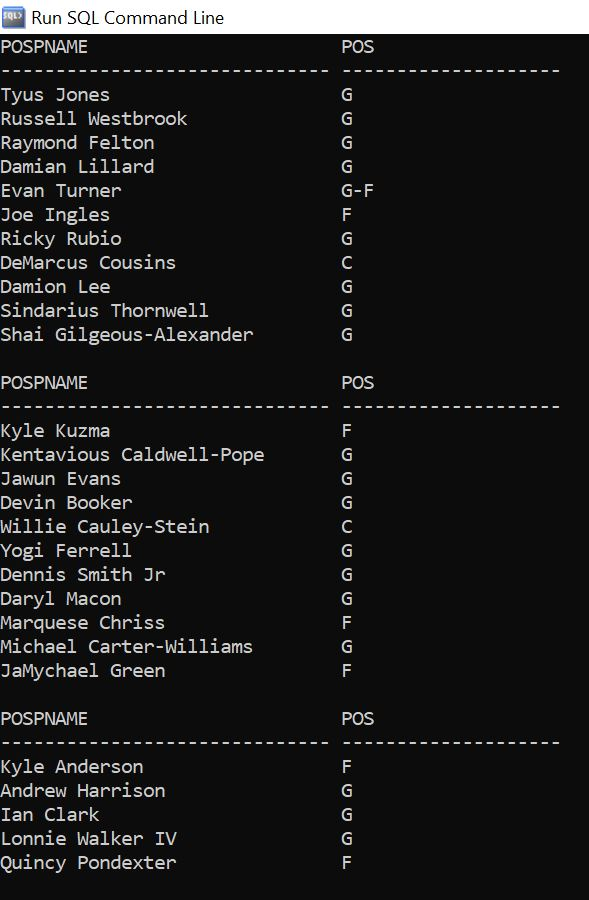 SQL> Run SQL Command Line
POSPNAME POS
------------------------------ --------------------
Tyus Jones G
Russell Westbrook G
Raymond Felton G
Damian Lillard G
Evan Turner G-F
Joe Ingles F
Ricky Rubio G
DeMarcus Cousins C
Damion Lee G
Sindarius Thornwell G
Shai Gilgeous-Alexander G
POSPNAME POS
------------------------------ --------------------
Kyle Kuzma F
Kentavious Caldwell-Pope G
Jawun Evans G
Devin Booker G
Willie Cauley-Stein C
Yogi Ferrell G
Dennis Smith Jr G
Daryl Macon G
Marquese Chriss F
Michael Carter-Williams G
JaMychael Green F
POSPNAME POS
------------------------------ --------------------
Kyle Anderson F
Andrew Harrison G
Ian Clark G
Lonnie Walker IV G
Quincy Pondexter F